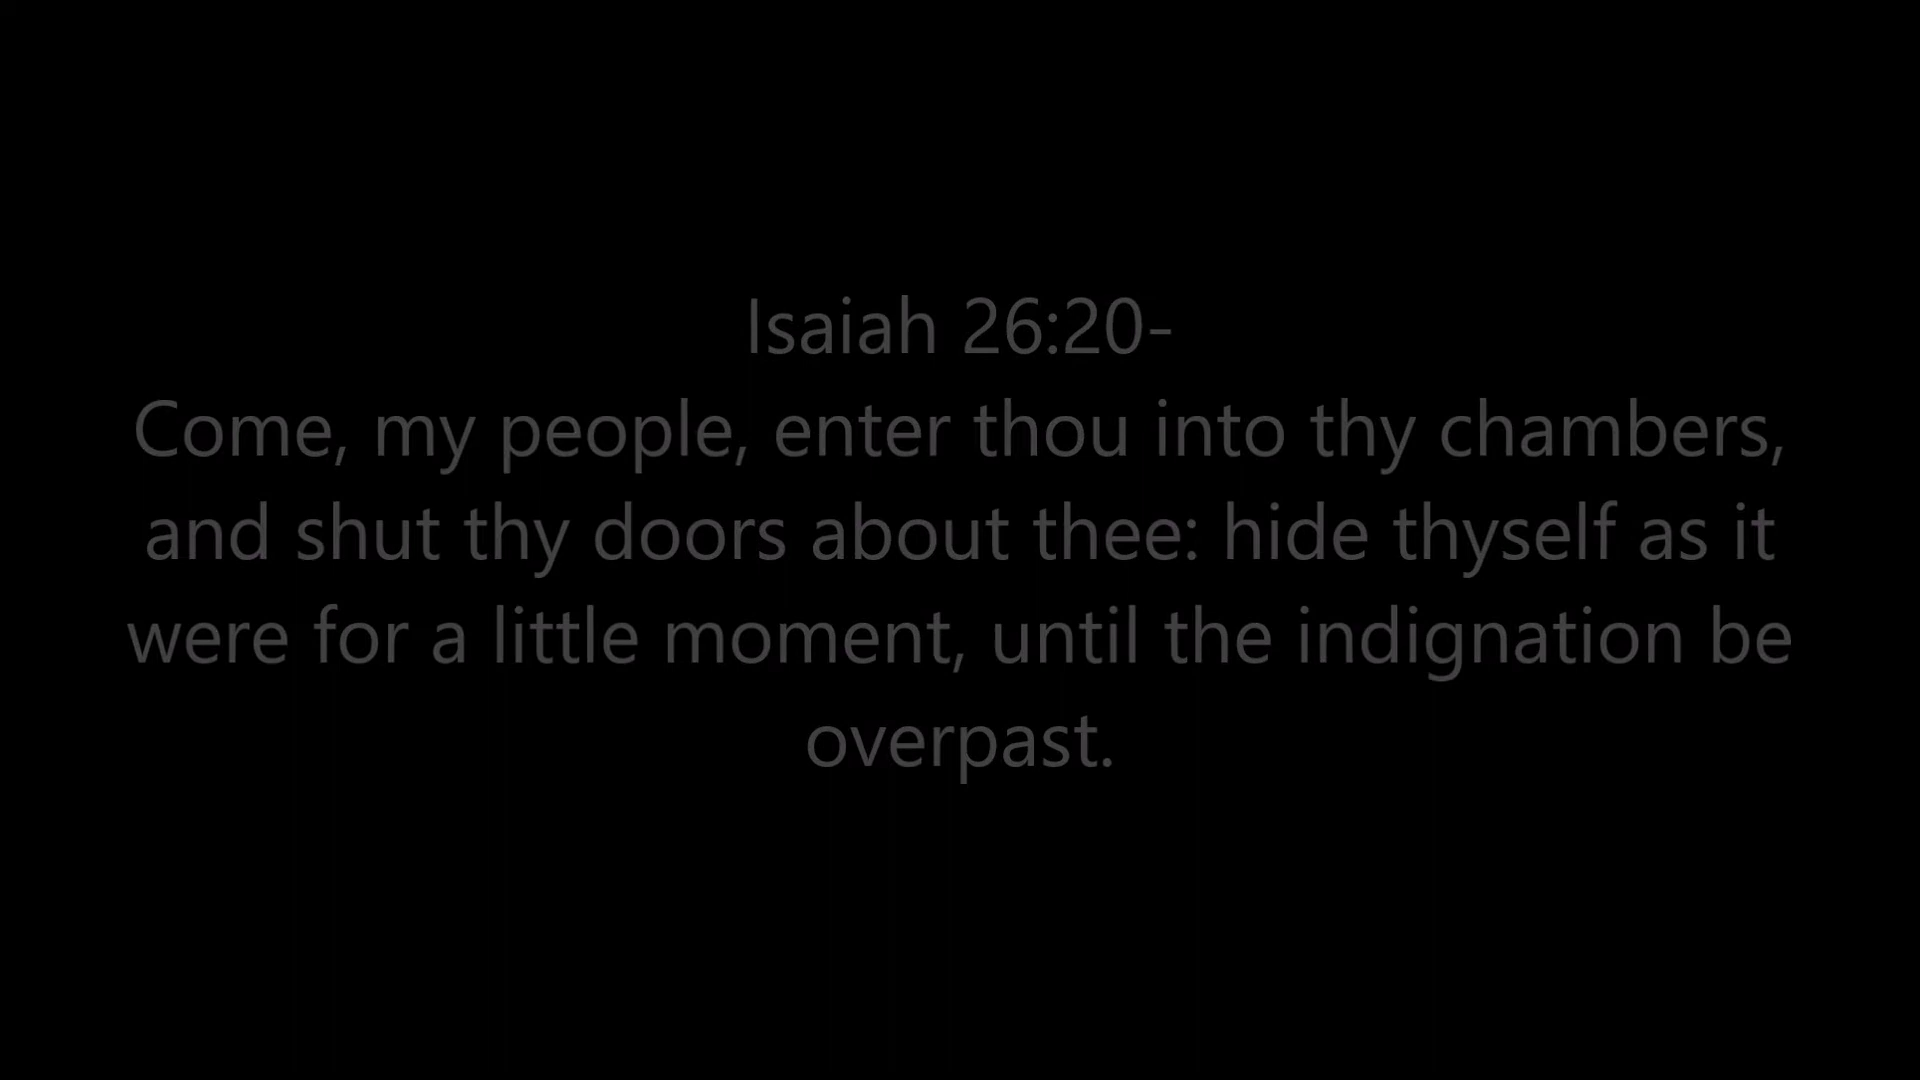 Isaiah 26:20-
Come, my people, enter thou into thy chambers,
and shut thy doors about thee: hide thyself as it
were for a little moment, until the indignation be
overpast.